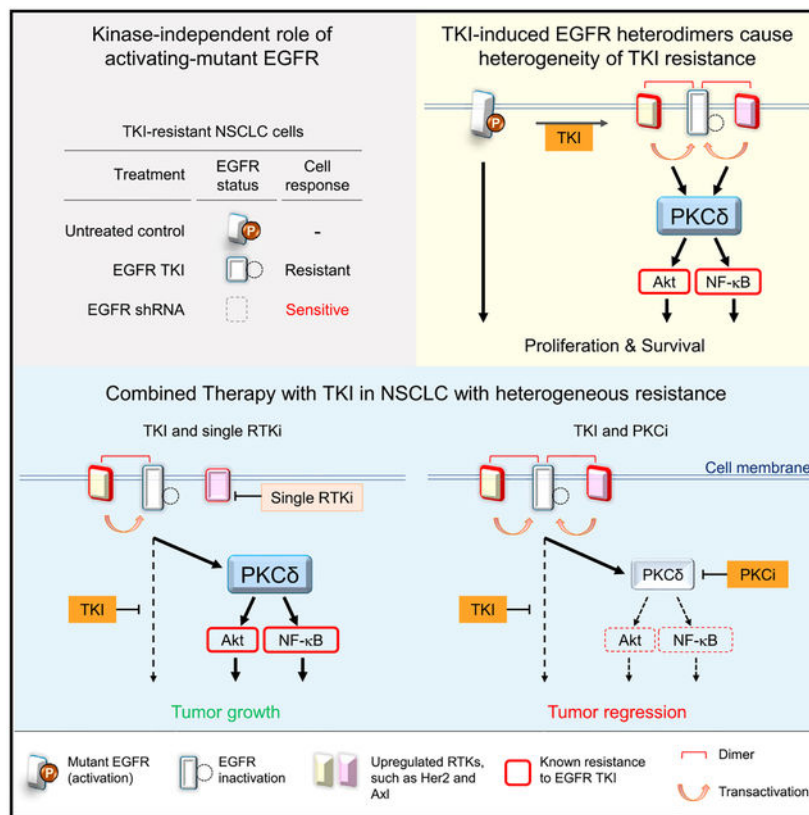 Kinase-independent role of
activating-mutant EGFR
TKI-resistant NSCLC cells
Treatment EGFR status Cell response
Untreated control P -
EGFR TKI Resistant
EGFR shRNA Sensitive
TKI-induced EGFR heterodimers cause
heterogeneity of TKI resistance
P
TKI
PKCδ
Akt NF-κB
Proliferation & Survival
Combined Therapy with TKI in NSCLC with heterogeneous resistance
TKI and single RTKi
Single RTKi
PKCδ
TKI
Akt NF-κB
Tumor growth
TKI and PKCi
Cell membrane
PKCδ PKCi
TKI
Akt NF-κB
Tumor regression
P
Mutant EGFR
(activation)
EGFR
inactivation
Upregulated RTKs,
such as Her2 and
Axl
Known resistance
to EGFR TKI
Dimer
Transactivation